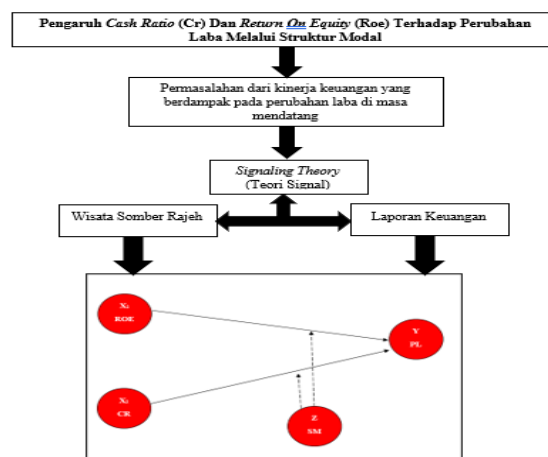 Pengaruh Cash Ratio (Cr) Dan Return On Equity (Roe) Terhadap Perubahan
Laba Melalui Struktur Modal
Permasalahan dari kinerja keuangan yang
berdampak pada perubahan laba di masa
mendatang
Signaling Theory
(Teori Signal)
Wisata Somber Rajeh
Laporan Keuangan
ROE
Y
PL
CR
Z
SM